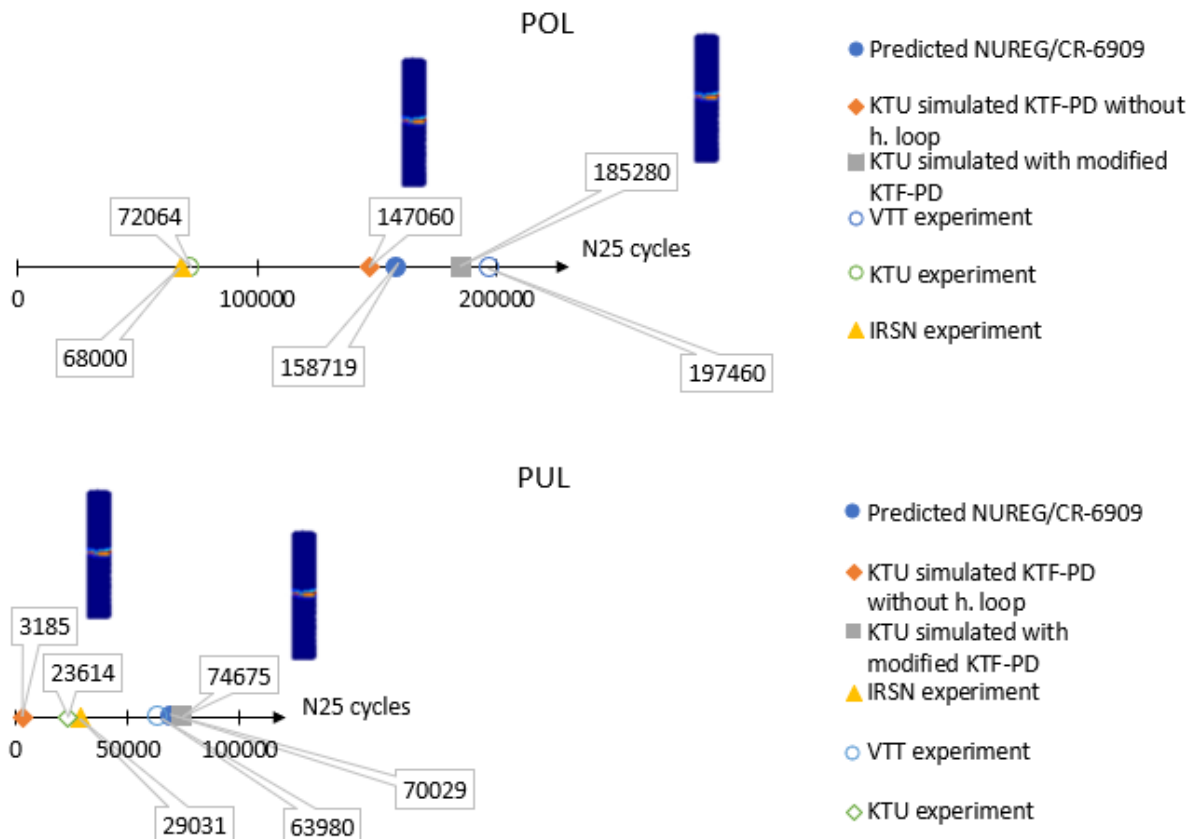 POL
Predicted NUREG/CR-6909
KTU simulated KTF-PD without
h. loop
KTU simulated with modified
KTF-PD
VTT experiment
KTU experiment
IRSN experiment
185280
72064
147060
N25 cycles
0
100000
200000
68000
158719
197460
PUL
Predicted NUREG/CR-6909
KTU simulated KTF-PD
without h. loop
KTU simulated with
modified KTF-PD
IRSN experiment
VTT experiment
KTU experiment
3185
23614
74675
N25 cycles
0
50000
100000
70029
29031
63980